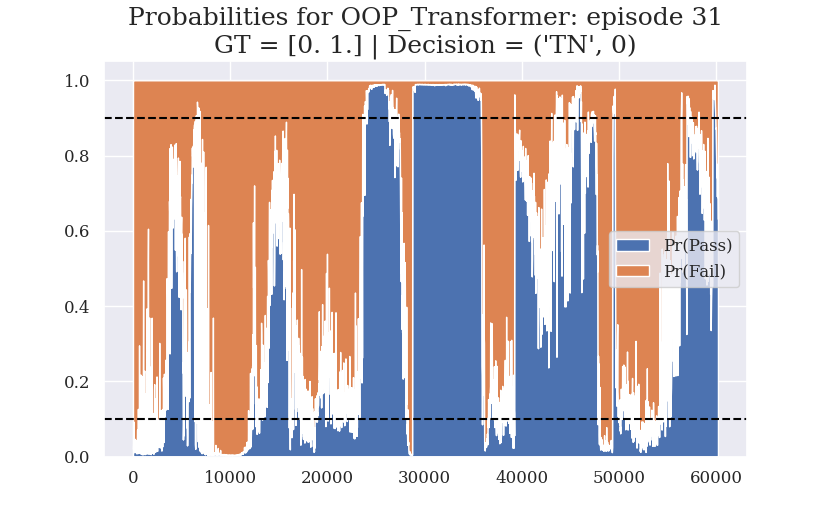 Probabilities for OOP_Transformer: episode 31
GT = [0. 1.] | Decision = ('TN', 0)
1.0
0.8
0.6
0.4
0.2
0.0
Pr(Pass)
Pr(Fail)
0 10000 20000 30000 40000 50000 60000